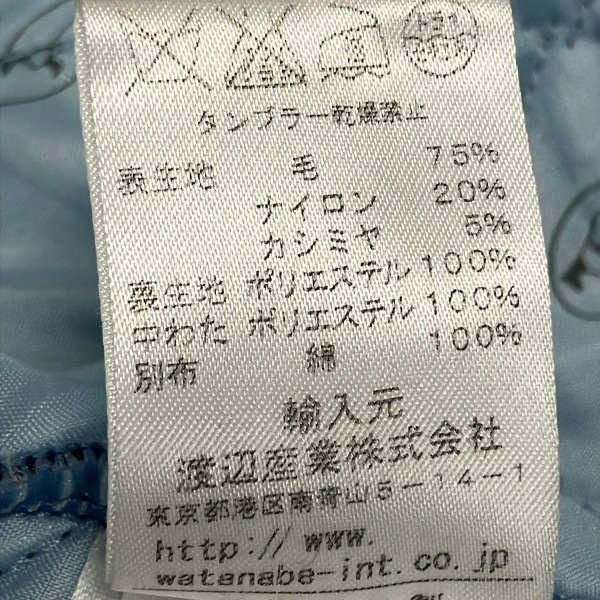 タンブラー乾燥禁止
表生地 毛 75%
ナイロン 20%
カシミヤ 5%
裏生地 ポリエステル 100%
中わた ポリエステル 100%
別布 綿 100%
輸入元
渡辺産業株式会社
東京都港区南青山5-14-1
http://www.
watanabe-int.co.jp